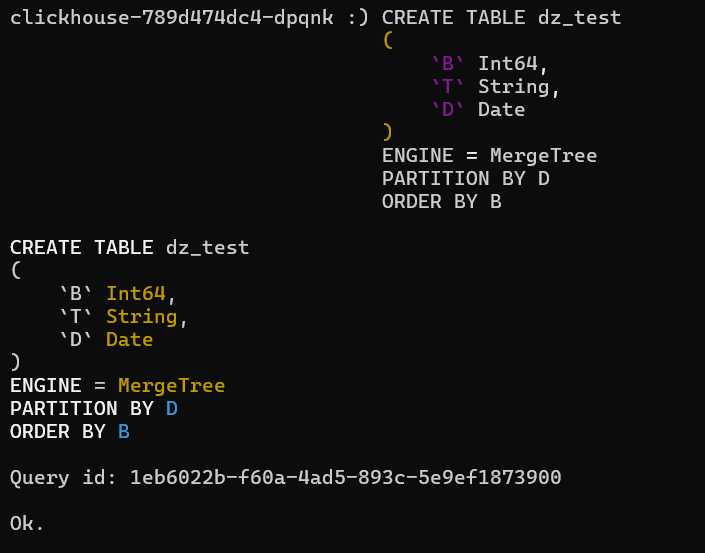 clickhouse-789d474dc4-dpqnk :) CREATE TABLE dz_test
(
`B` Int64,
`T` String,
`D` Date
)
ENGINE = MergeTree
PARTITION BY D
ORDER BY B
CREATE TABLE dz_test
(
`B` Int64,
`T` String,
`D` Date
)
ENGINE = MergeTree
PARTITION BY D
ORDER BY B
Query id: 1eb6022b-f60a-4ad5-893c-5e9ef1873900
Ok.